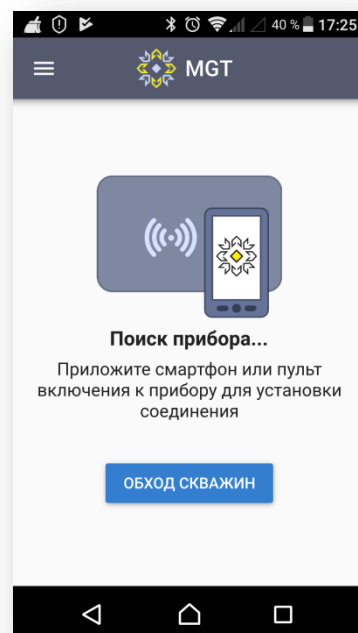 40 % 17:25
MGT
Поиск прибора...
Приложите смартфон или пульт
включения к прибору для установки
соединения
ОБХОД СКВАЖИН